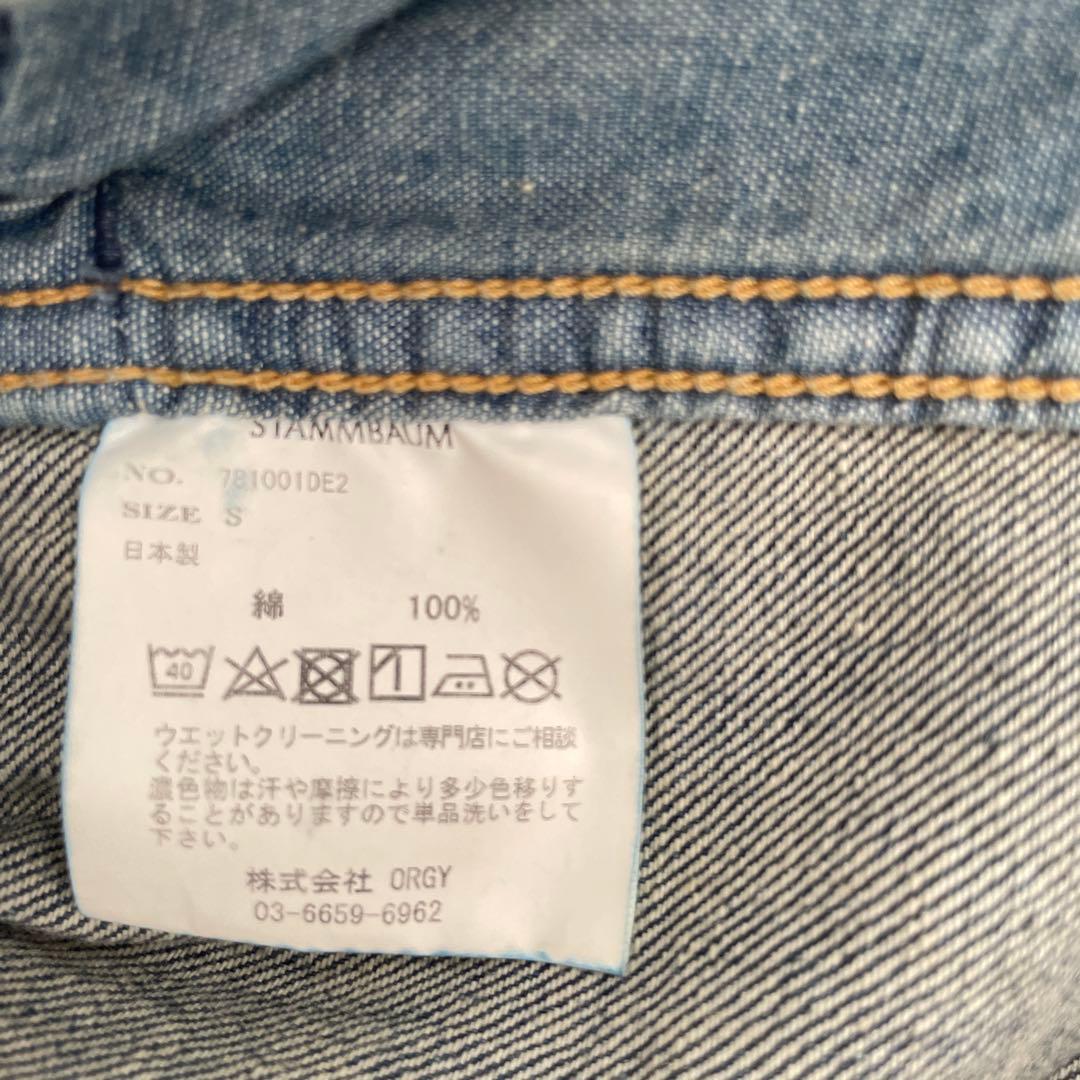 STAMMBAUM
NO. 781001DE2
SIZE S
日本製
綿 100%
40
ウエットクリーニングは専門店にご相談
ください。
濃色物は汗や摩擦により多少色移りす
ることがありますので単品洗いをして
下さい。
株式会社 ORGY
03-6659-6962